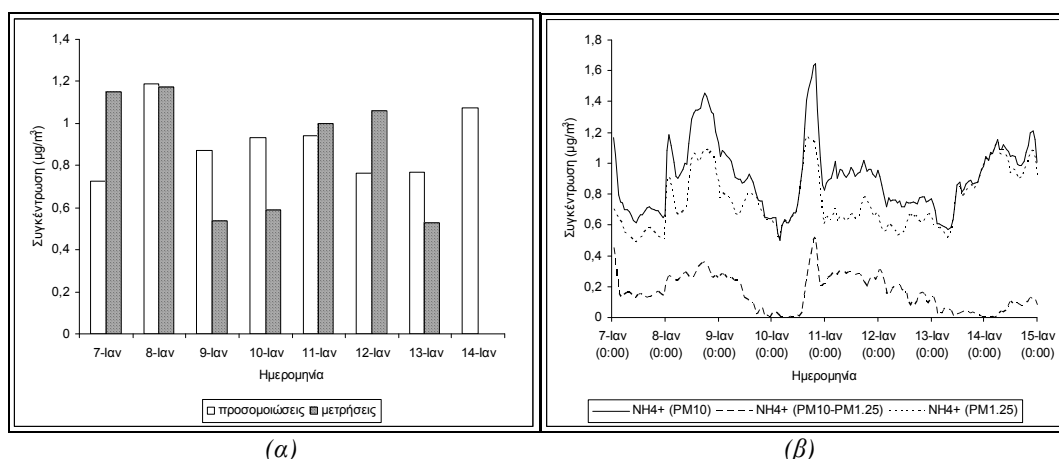 1,4
1,2
1
0,8
0,6
0,4
0,2
0
Συγκέντρωση (μg/m³)
7-Ιαν 8-Ιαν 9-Ιαν 10-Ιαν 11-Ιαν 12-Ιαν 13-Ιαν 14-Ιαν
Ημερομηνία
προσομοιώσεις μετρήσεις
(α)
1,8
1,6
1,4
1,2
1
0,8
0,6
0,4
0,2
0
Συγκέντρωση (μg/m³)
7-Ιαν 8-Ιαν 9-Ιαν 10-Ιαν 11-Ιαν 12-Ιαν 13-Ιαν 14-Ιαν 15-Ιαν
(0:00) (0:00) (0:00) (0:00) (0:00) (0:00) (0:00) (0:00) (0:00)
Ημερομηνία
NH4+ (PM10) NH4+ (PM10-PM1.25) NH4+ (PM1.25)
(β)